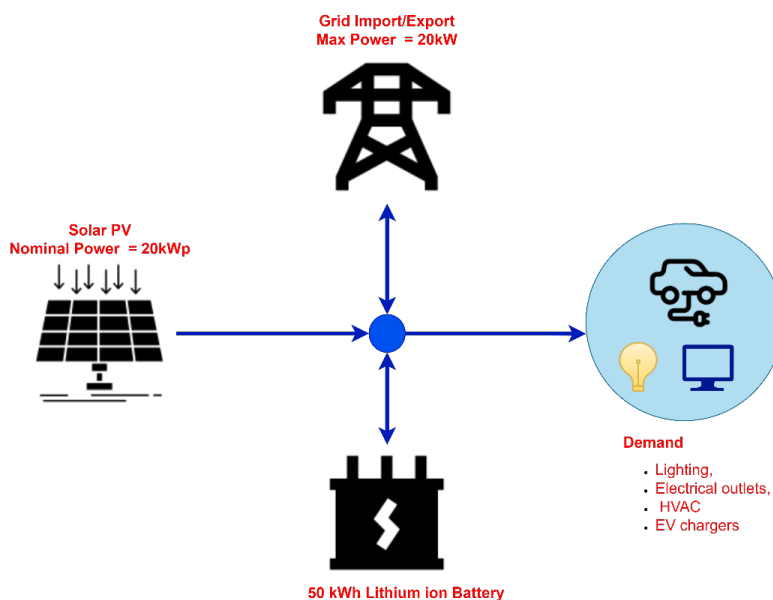 Grid Import/Export
Max Power  = 20kW
Solar PV
Nominal Power  = 20kWp
Demand
• Lighting,
• Electrical outlets,
• HVAC
• EV chargers
50 kWh Lithium ion Battery